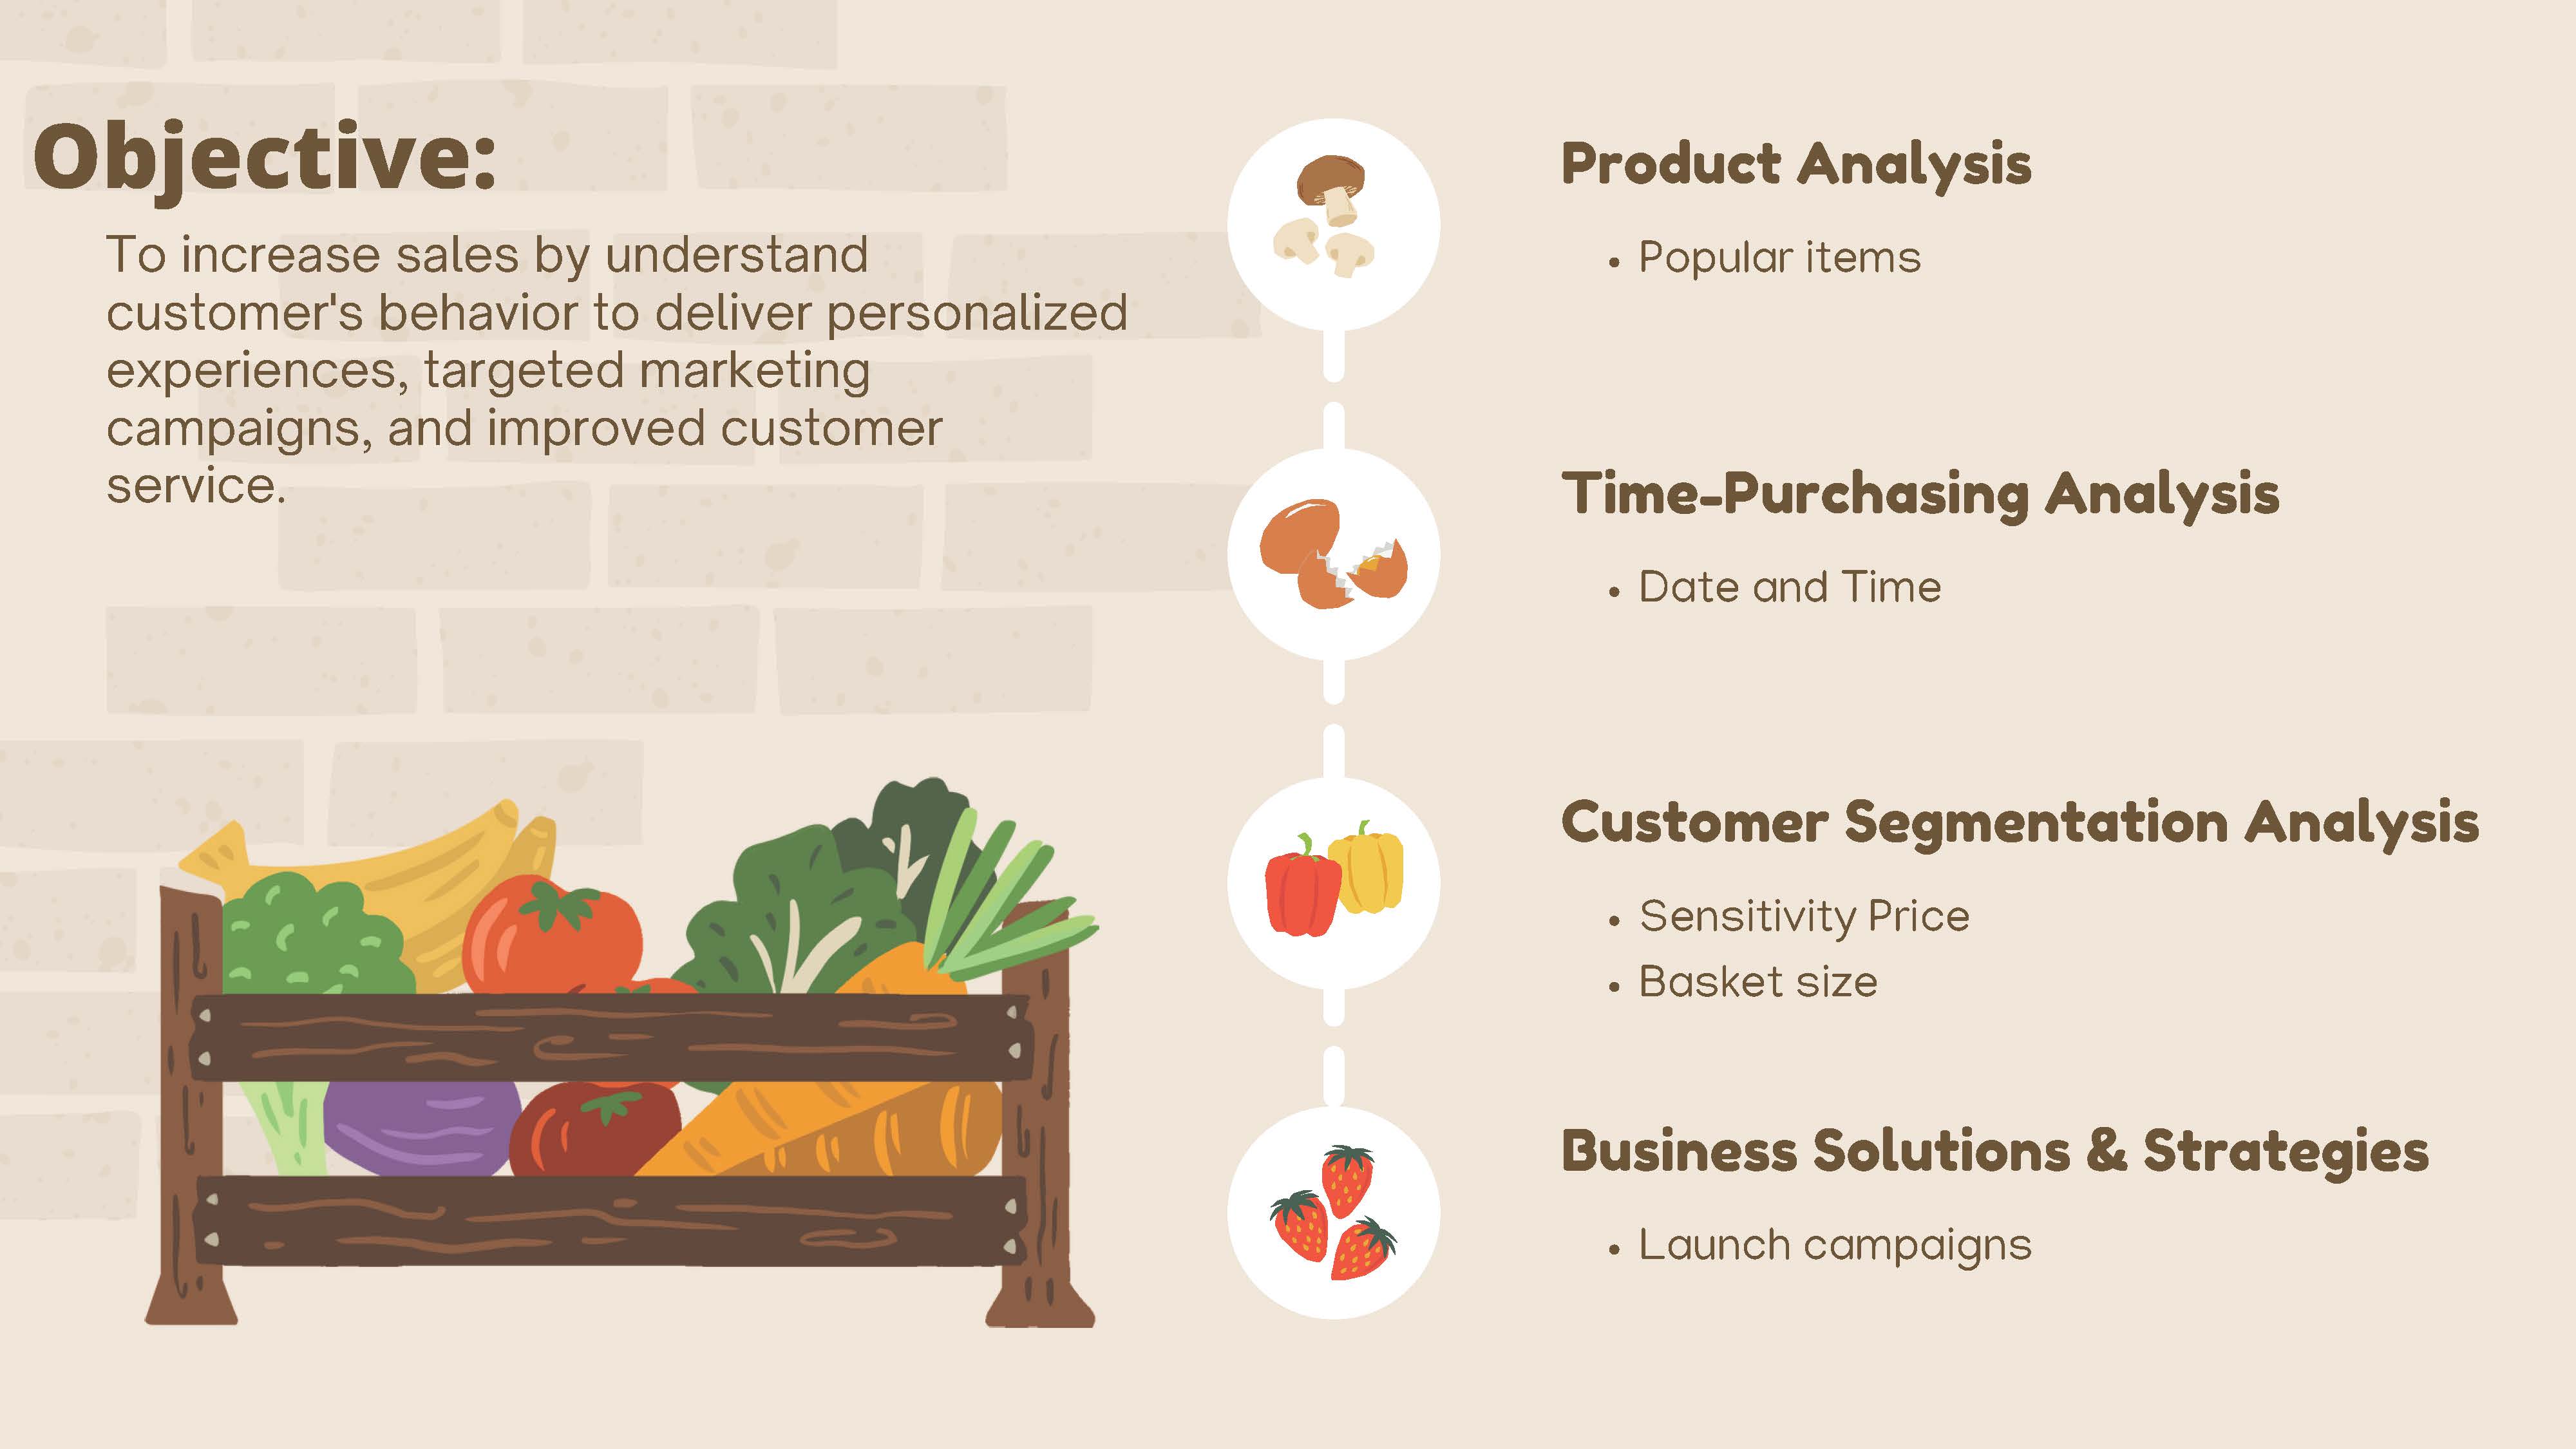 Objective:
To increase sales by understand
customer's behavior to deliver personalized
experiences, targeted marketing
campaigns, and improved customer
service.
Product Analysis
• Popular items
Time-Purchasing Analysis
• Date and Time
Customer Segmentation Analysis
• Sensitivity Price
• Basket size
Business Solutions & Strategies
• Launch campaigns